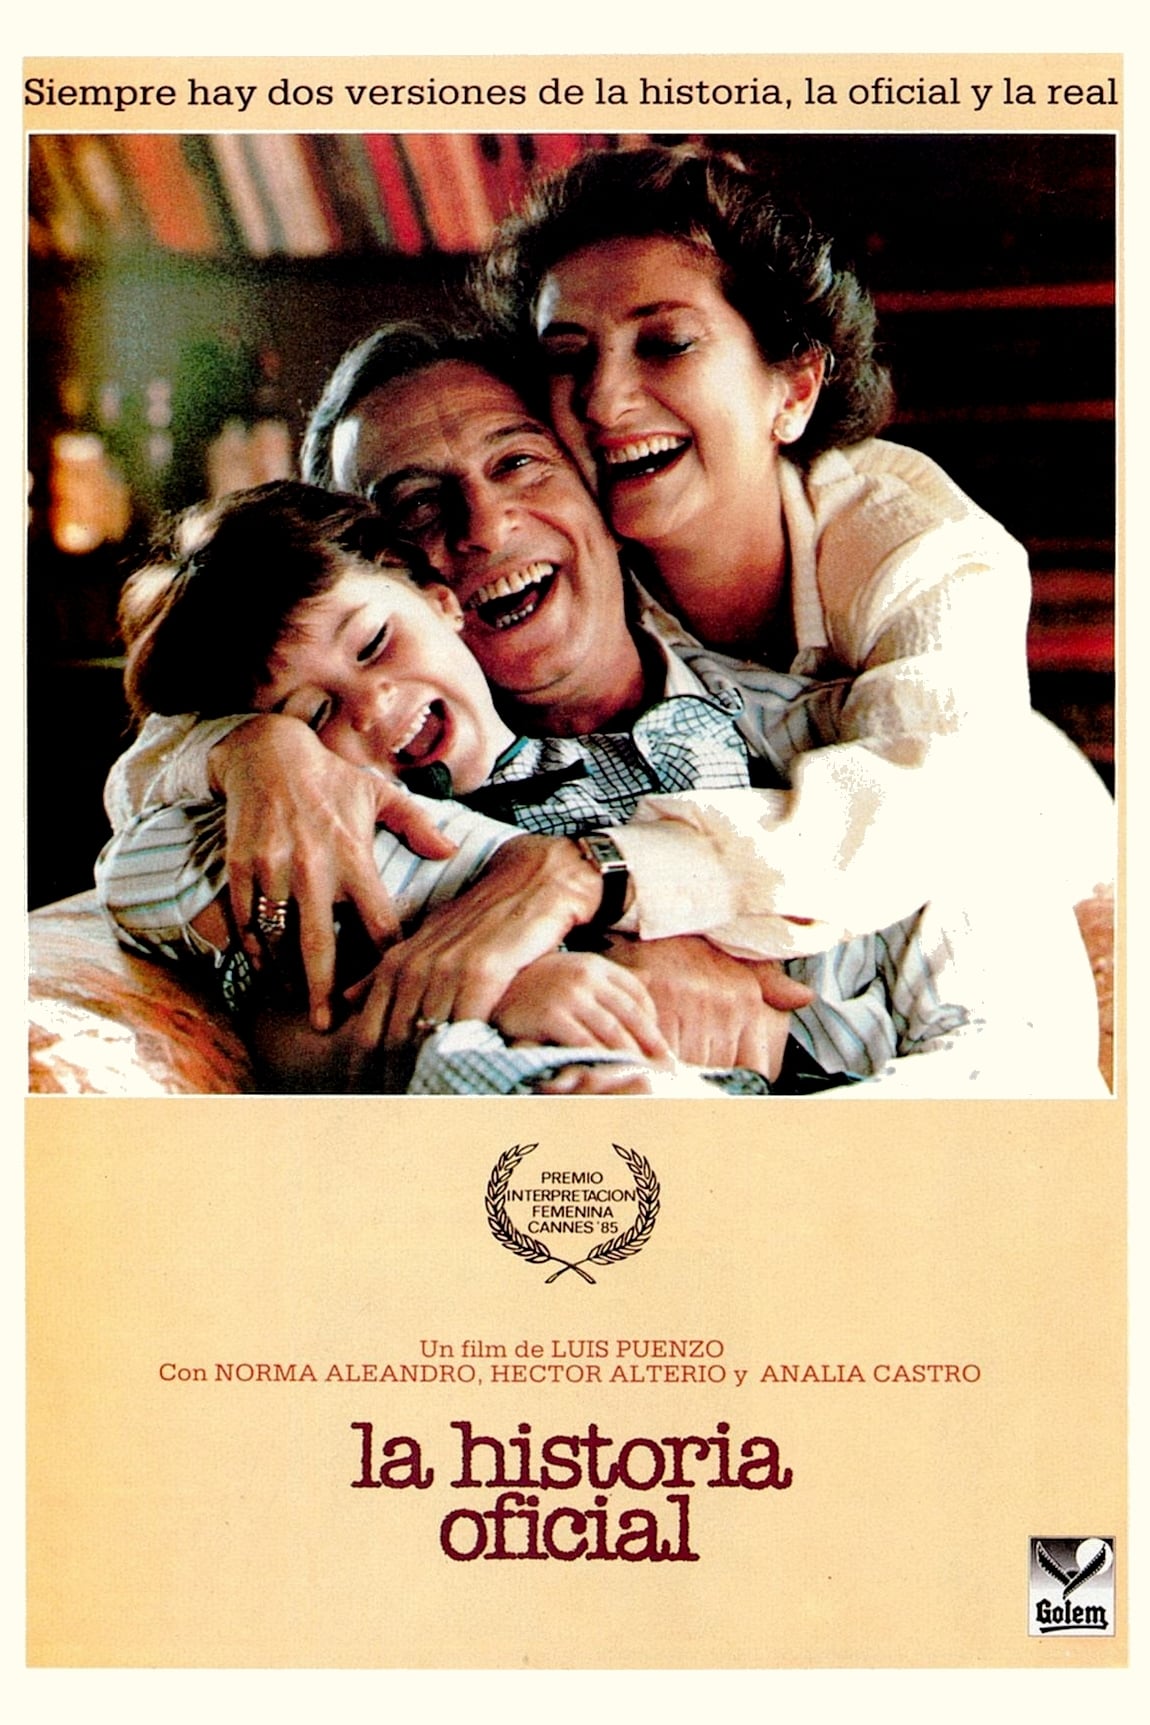 Siempre hay dos versiones de la historia, la oficial y la real
PREMIO
INTERPRETACION
FEMENINA
CANNES '85
Un film de LUIS PUENZO
Con NORMA ALEANDRO, HECTOR ALTERIO y ANALIA CASTRO
la historia
oficial
Golem